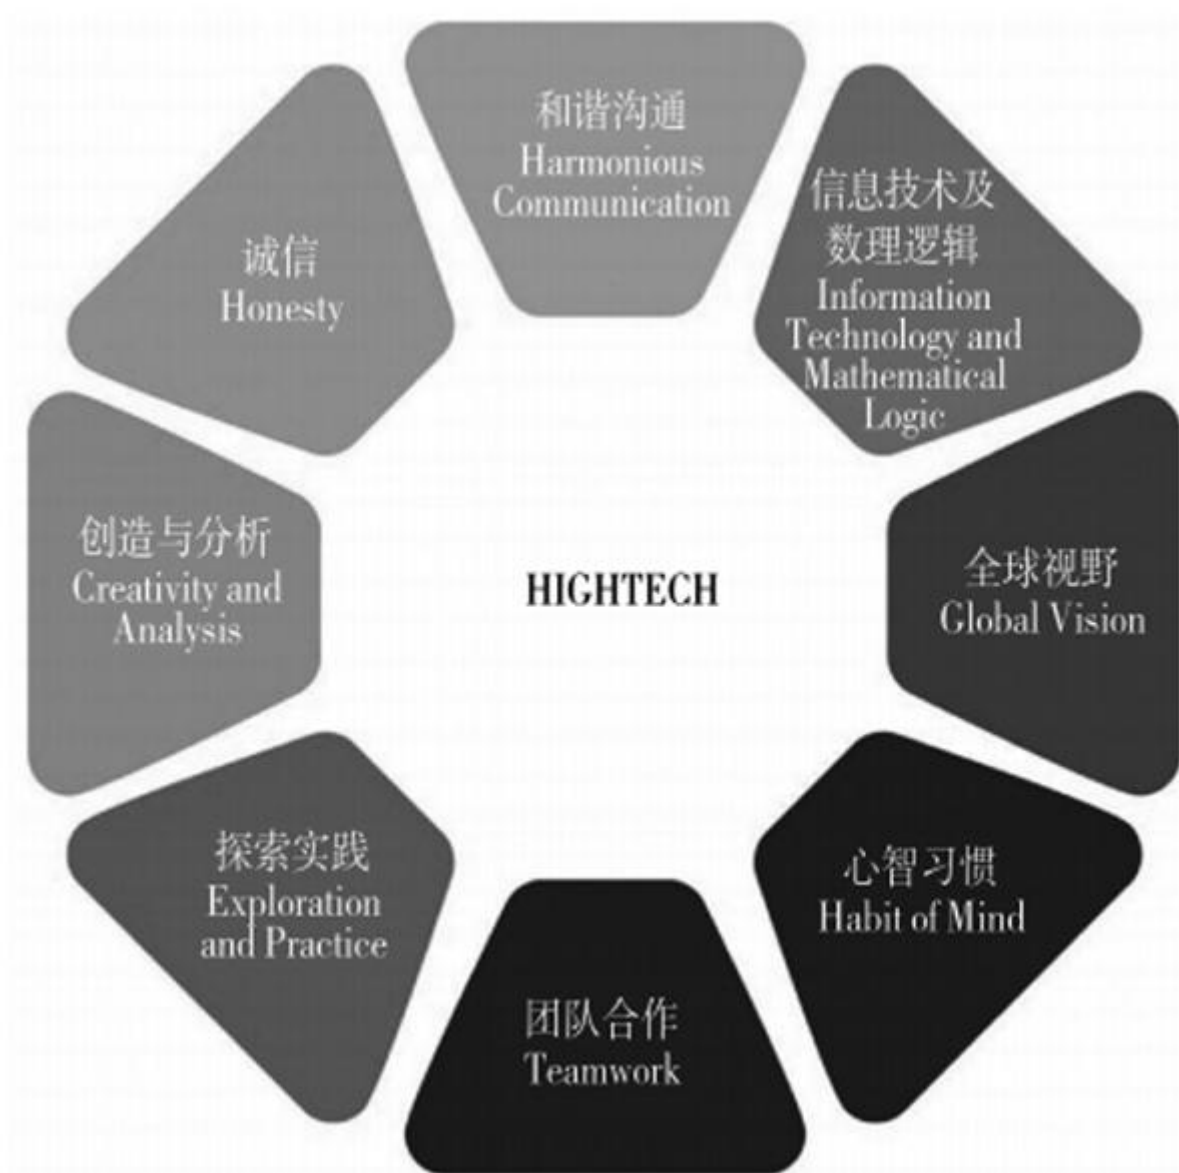 和谐沟通
Harmonious
Communication
信息技术及
数理逻辑
Information
Technology and
Mathematical
Logic
全球视野
Global Vision
心智习惯
Habit of Mind
团队合作
Teamwork
探索实践
Exploration
and Practice
创造与分析
Creativity and
Analysis
诚信
Honesty
HIGHTECH